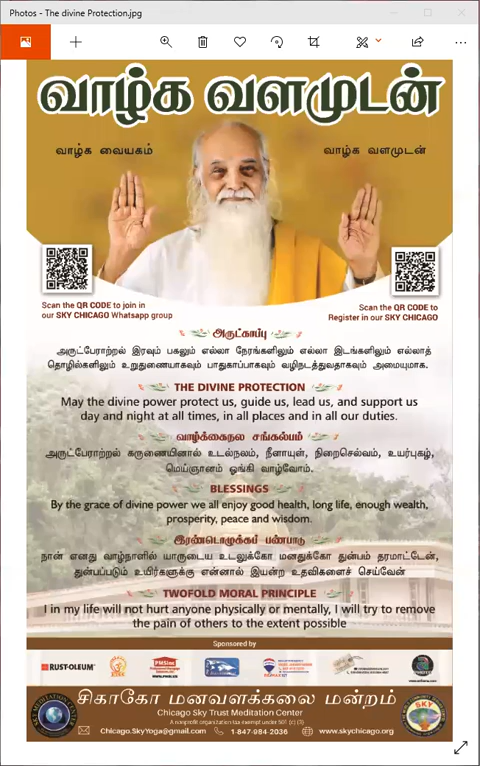 Photos - The divine Protection.jpg
வாழ்க வளமுடன்
வாழ்க வையகம்
வாழ்க வளமுடன்
Scan the QR CODE to join in
our SKY CHICAGO Whatsapp group
Scan the QR CODE to
Register in our SKY CHICAGO
அருட்காப்பு
அருட்பேராற்றல் இரவும் பகலும் எல்லா நேரங்களிலும் எல்லா இடங்களிலும் எல்லாத்
தொழில்களிலும் உறுதுணையாகவும் பாதுகாப்பாகவும் வழிநடத்துவதாகவும் அமையுமாக.
THE DIVINE PROTECTION
May the divine power protect us, guide us, lead us, and support us
day and night at all times, in all places and in all our duties.
வாழ்க்கைநல சங்கல்பம்
அருட்பேராற்றல் கருணையினால் உடல்நலம், நீளாயுள், நிறைசெல்வம், உயர்புகழ்,
மெய்ஞானம் ஓங்கி வாழ்வோம்.
BLESSINGS
By the grace of divine power we all enjoy good health, long life, enough wealth,
prosperity, peace and wisdom.
இரண்டொழுக்கப் பண்பாடு
நான் எனது வாழ்நாளில் யாருடைய உடலுக்கோ மனதுக்கோ துன்பம் தரமாட்டேன்,
துன்பப்படும் உயிர்களுக்கு என்னால் இயன்ற உதவிகளைச் செய்வேன்
TWOFOLD MORAL PRINCIPLE
I in my life will not hurt anyone physically or mentally, I will try to remove
the pain of others to the extent possible
Sponsored by
RUST-OLEUM
PMSInc
சிகாகோ மனவளக்கலை மன்றம்
Chicago Sky Trust Meditation Center
A nonprofit organization tax exempt under 501 (c) (3)
Chicago.SkyYoga@gmail.com 1-847-984-2036 www.skychicago.org
SKY